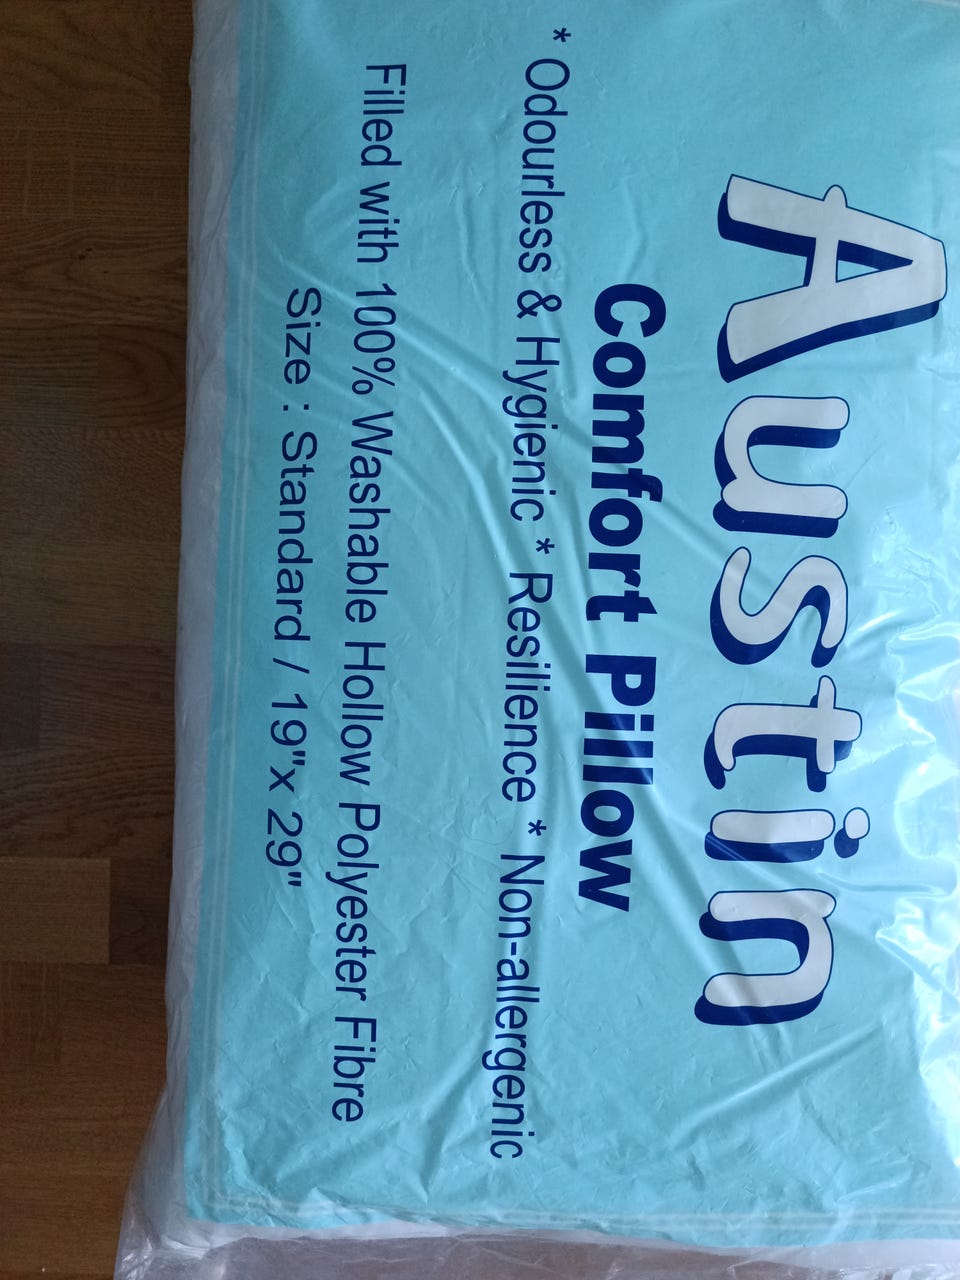 Austin
Comfort Pillow
* Odourless & Hygienic * Resilience * Non-allergenic
Filled with 100% Washable Hollow Polyester Fibre
Size : Standard / 19"x 29"